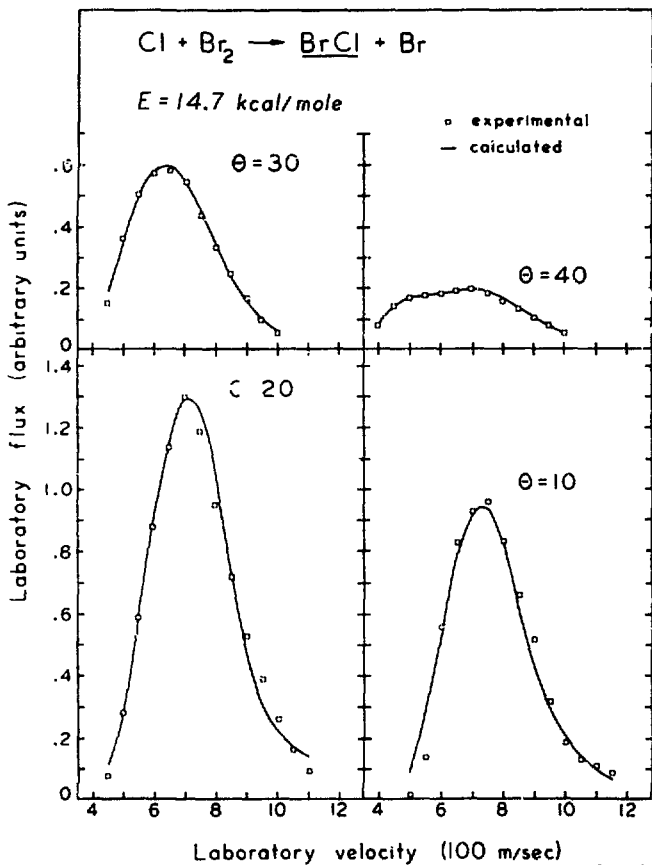 Cl + Br2 → BrCl + Br
E = 14.7 kcal/mole
□ experimental
— calculated
Θ=30
Θ=40
.6
.4
.2
0
Laboratory flux (arbitrary units)
20
Θ=10
1.4
1.2
1.0
.8
.6
.4
.2
0
4 6 8 10 12 4 6 8 10 12
Laboratory velocity (100 m/sec)